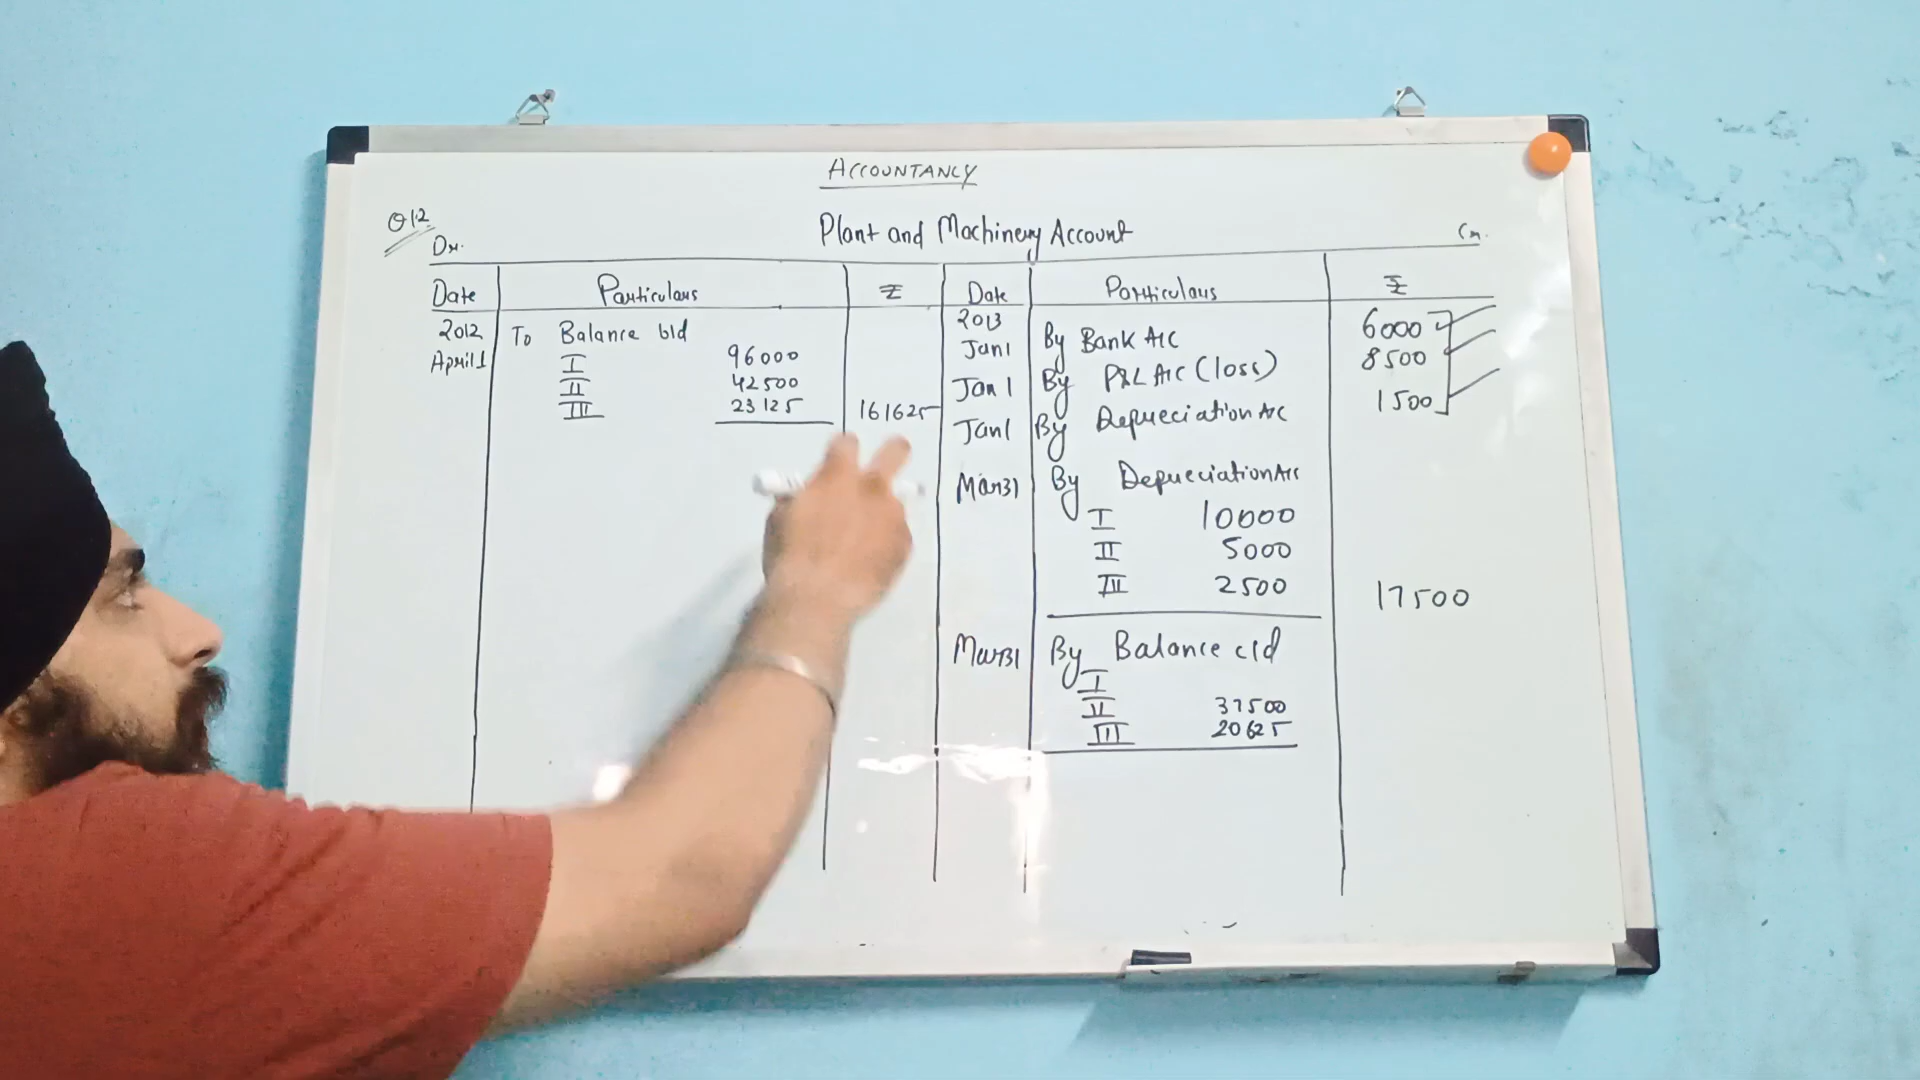 ACCOUNTANCY
Q12
Plant and Machinery Account
Dr. Cr.
Date Particulars ₹ Date Particulars ₹
2012 To Balance b/d 2013
April 1 I 96000 Jan 1 By Bank A/C 6000
II 42500 Jan 1 By P&L A/C (loss) 8500
III 23125 161625 Jan 1 By Depreciation A/C 1500
Mar 31 By Depreciation A/c
I 10000
II 5000
III 2500 17500
Mar 31 By Balance c/d
I
II 37500
III 20625